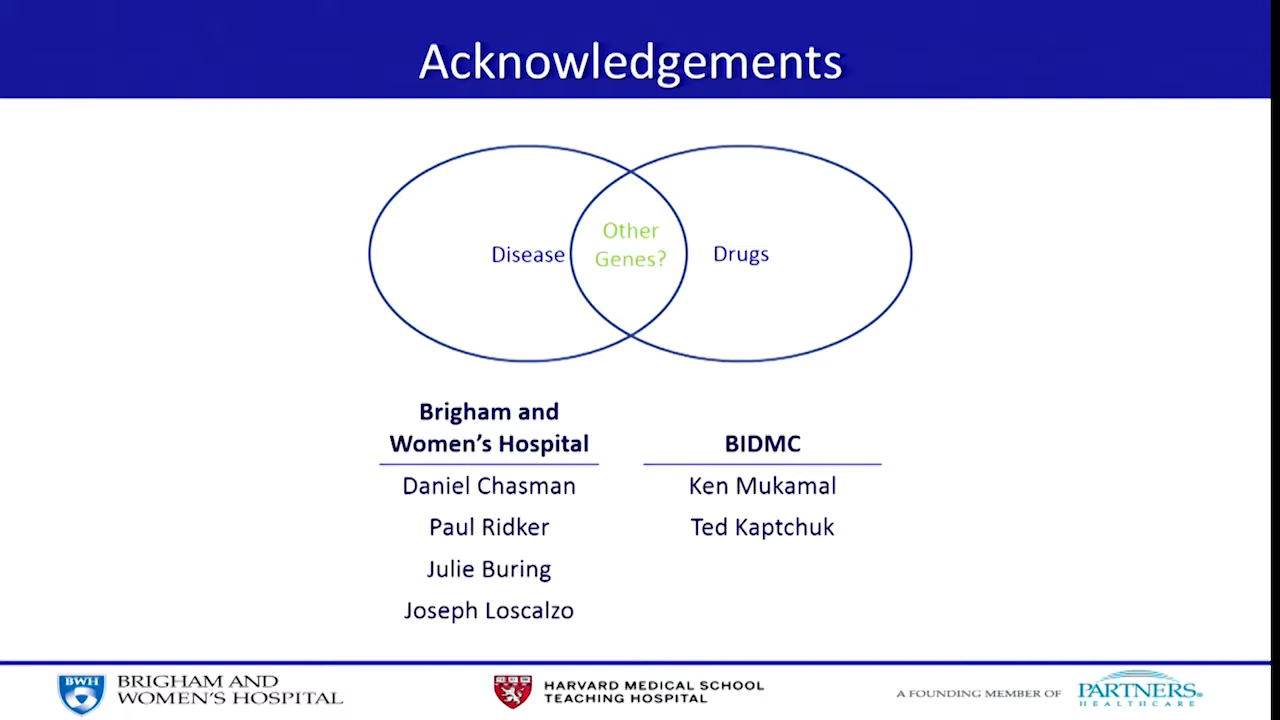 Acknowledgements
Other
Genes?
Disease
Drugs
Brigham and
Women's Hospital
Daniel Chasman
Paul Ridker
Julie Buring
Joseph Loscalzo
BIDMC
Ken Mukamal
Ted Kaptchuk
BWH
BRIGHAM AND
WOMEN'S HOSPITAL
HARVARD MEDICAL SCHOOL
TEACHING HOSPITAL
A FOUNDING MEMBER OF
PARTNERS®
HEALTHCARE